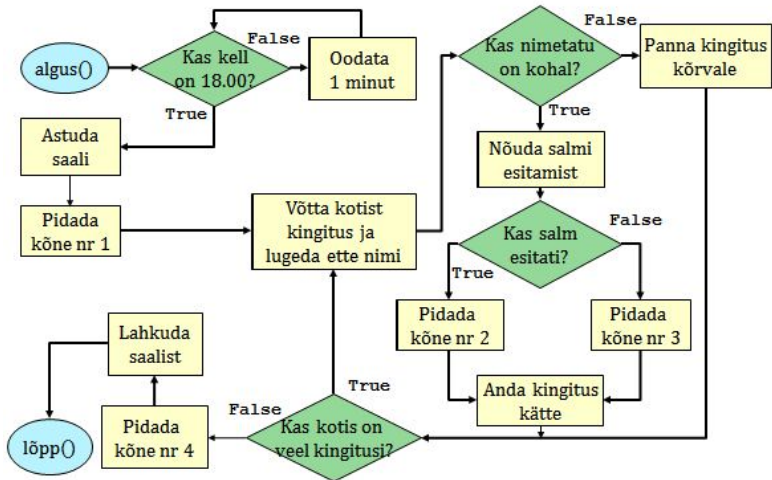 algus()
Kas kell
on 18.00?
False
Oodata
1 minut
True
Astuda
saali
Pidada
kõne nr 1
Võtta kotist
kingitus ja
lugeda ette nimi
Kas nimetatu
on kohal?
False
Panna kingitus
kõrvale
True
Nõuda salmi
esitamist
Kas salm
esitati?
False
True
Pidada
kõne nr 2
Pidada
kõne nr 3
Anda kingitus
kätte
Kas kotis on
veel kingitusi?
True
False
Pidada
kõne nr 4
Lahkuda
saalist
lõpp()